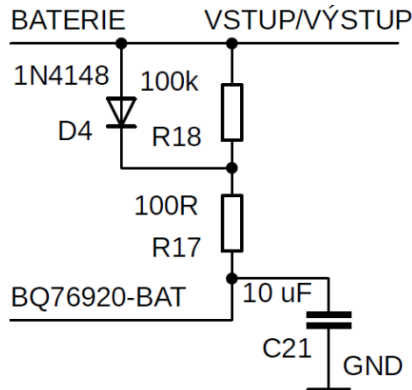 BATERIE VSTUP/VÝSTUP
1N4148 100k
D4 R18
100R
R17
BQ76920-BAT 10 uF
C21 GND